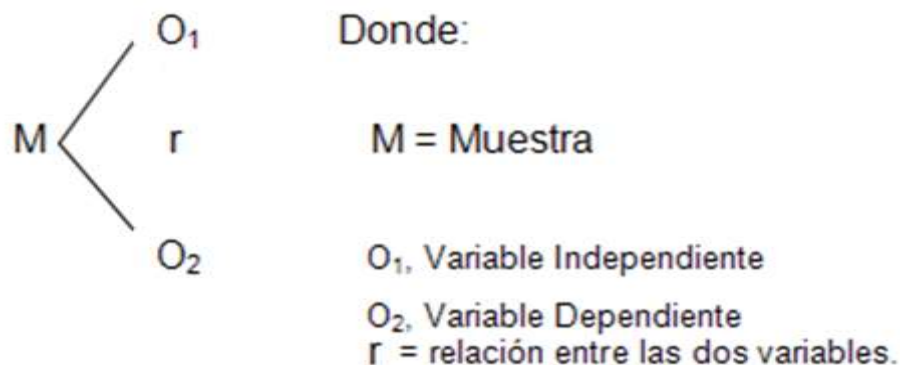 O₁ Donde:
M r M = Muestra
O₂ O₁, Variable Independiente
O₂, Variable Dependiente
r = relación entre las dos variables.